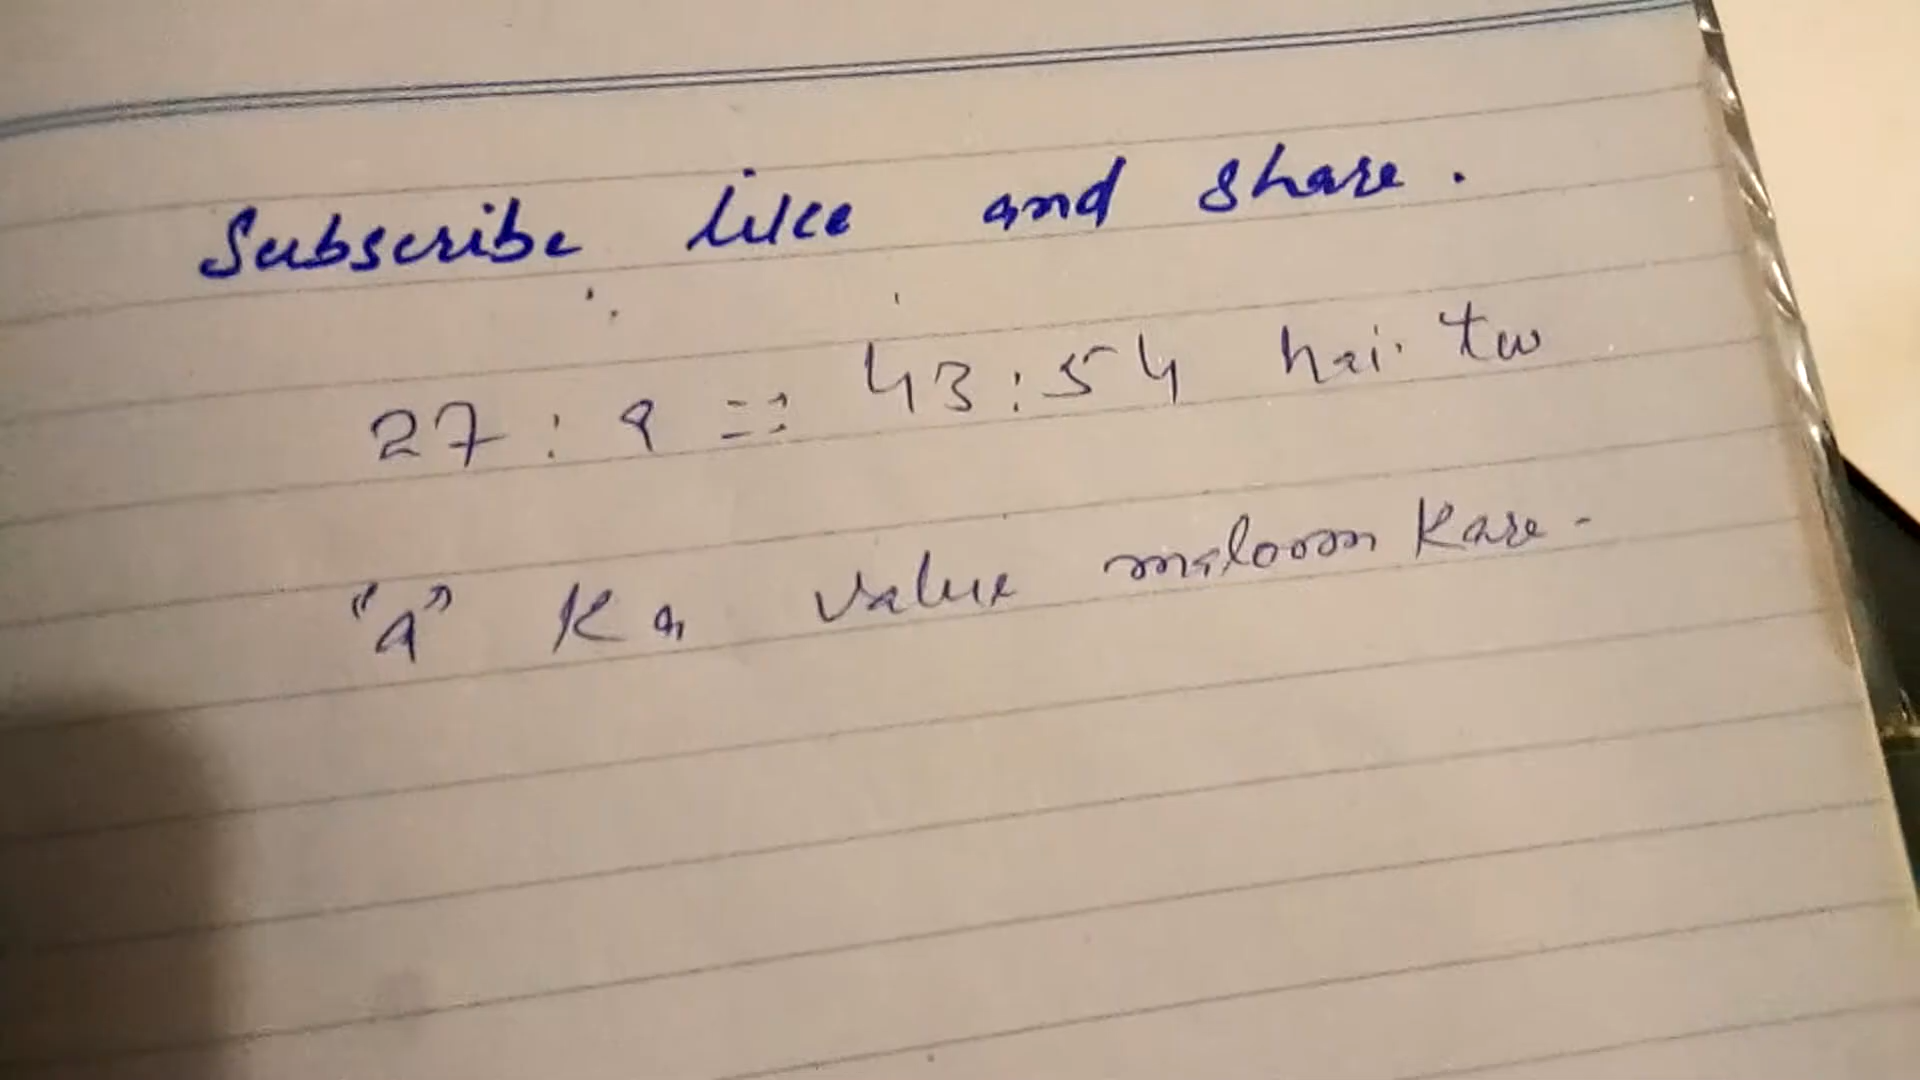 Subscribe like and share.
27 : a = 43:54 hai. tw
"a" Ka value maloom Kare -